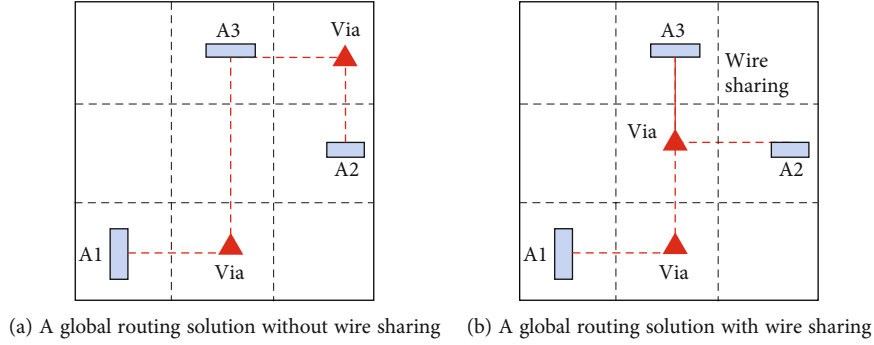 A3
Via
A2
A1
Via
(a) A global routing solution without wire sharing
A3
Wire
sharing
Via
A2
A1
Via
(b) A global routing solution with wire sharing